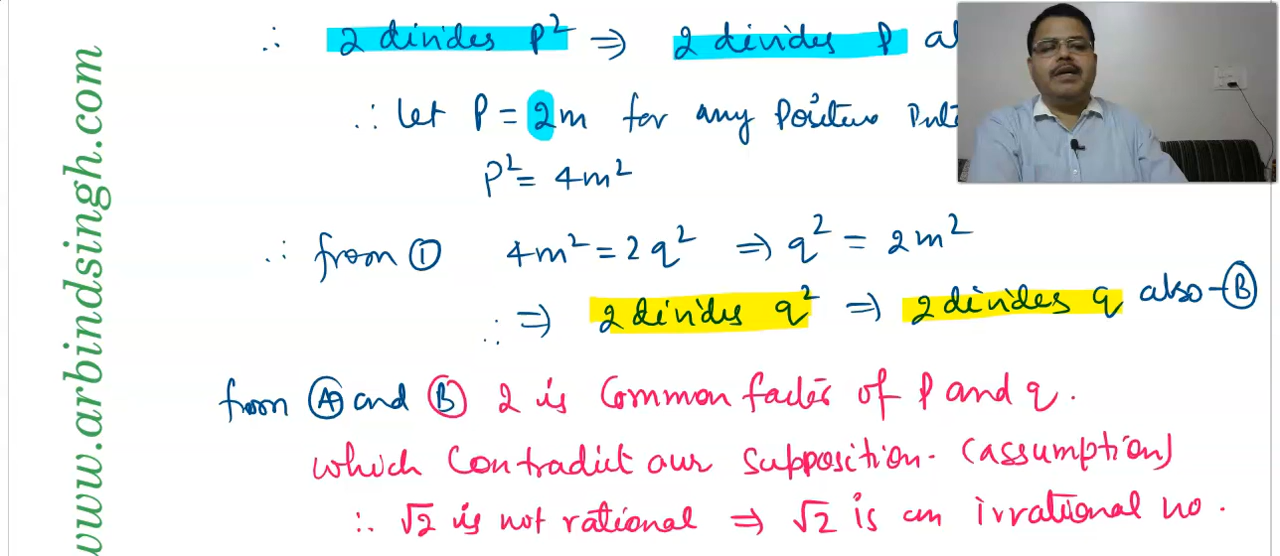 www.arbindsingh.com
∴ 2 divides p² ⇒ 2 divides p
∴ let P = 2m for any Positive
P² = 4m²
∴ from ① 4m² = 2q² ⇒ q² = 2m²
∴ ⇒ 2 divides q² ⇒ 2 divides q also - Ⓑ
from Ⓐ and Ⓑ 2 is Common factor of P and q.
which Contradict our supposition. (assumption)
∴ √2 is not rational ⇒ √2 is an irrational no.